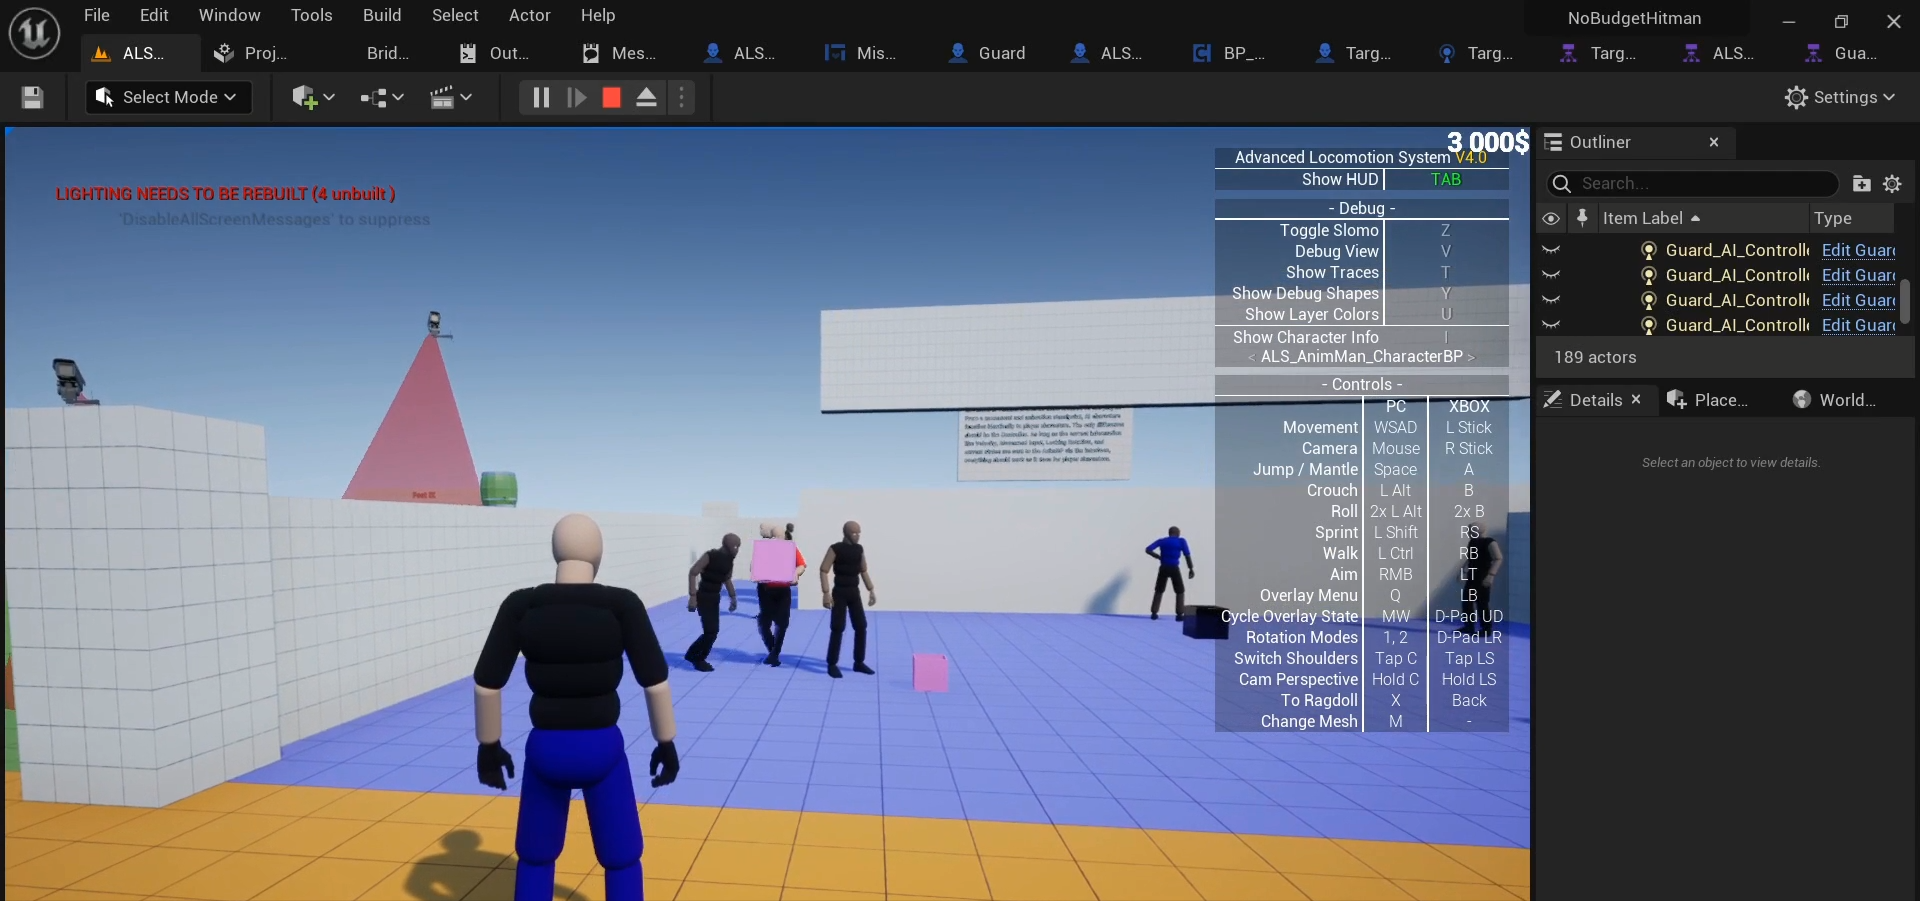 File Edit Window Tools Build Select Actor Help
NoBudgetHitman
ALS...
Proj...
Brid...
Out...
Mes...
ALS...
Mis...
Guard
ALS...
BP_...
Targ...
Targ...
Targ...
ALS...
Gua...
Select Mode
Settings
3 000$
Advanced Locomotion System V4.0
Show HUD TAB
LIGHTING NEEDS TO BE REBUILT (4 unbuilt )
'DisableAllScreenMessages' to suppress
- Debug -
Toggle Slomo Z
Debug View V
Show Traces T
Show Debug Shapes Y
Show Layer Colors U
Show Character Info I
< ALS_AnimMan_CharacterBP >
- Controls -
PC XBOX
Movement WSAD L Stick
Camera Mouse R Stick
Jump / Mantle Space A
Crouch L Alt B
Roll 2x L Alt 2x B
Sprint L Shift RS
Walk L Ctrl RB
Aim RMB LT
Overlay Menu Q LB
Cycle Overlay State MW D-Pad UD
Rotation Modes 1, 2 D-Pad LR
Switch Shoulders Tap C Tap LS
Cam Perspective Hold C Hold LS
To Ragdoll X Back
Change Mesh M -
Outliner
Search...
Item Label Type
Guard_AI_Controlle Edit Guar
Guard_AI_Controlle Edit Guar
Guard_AI_Controlle Edit Guar
Guard_AI_Controlle Edit Guar
189 actors
Details
Place...
World...
Select an object to view details.